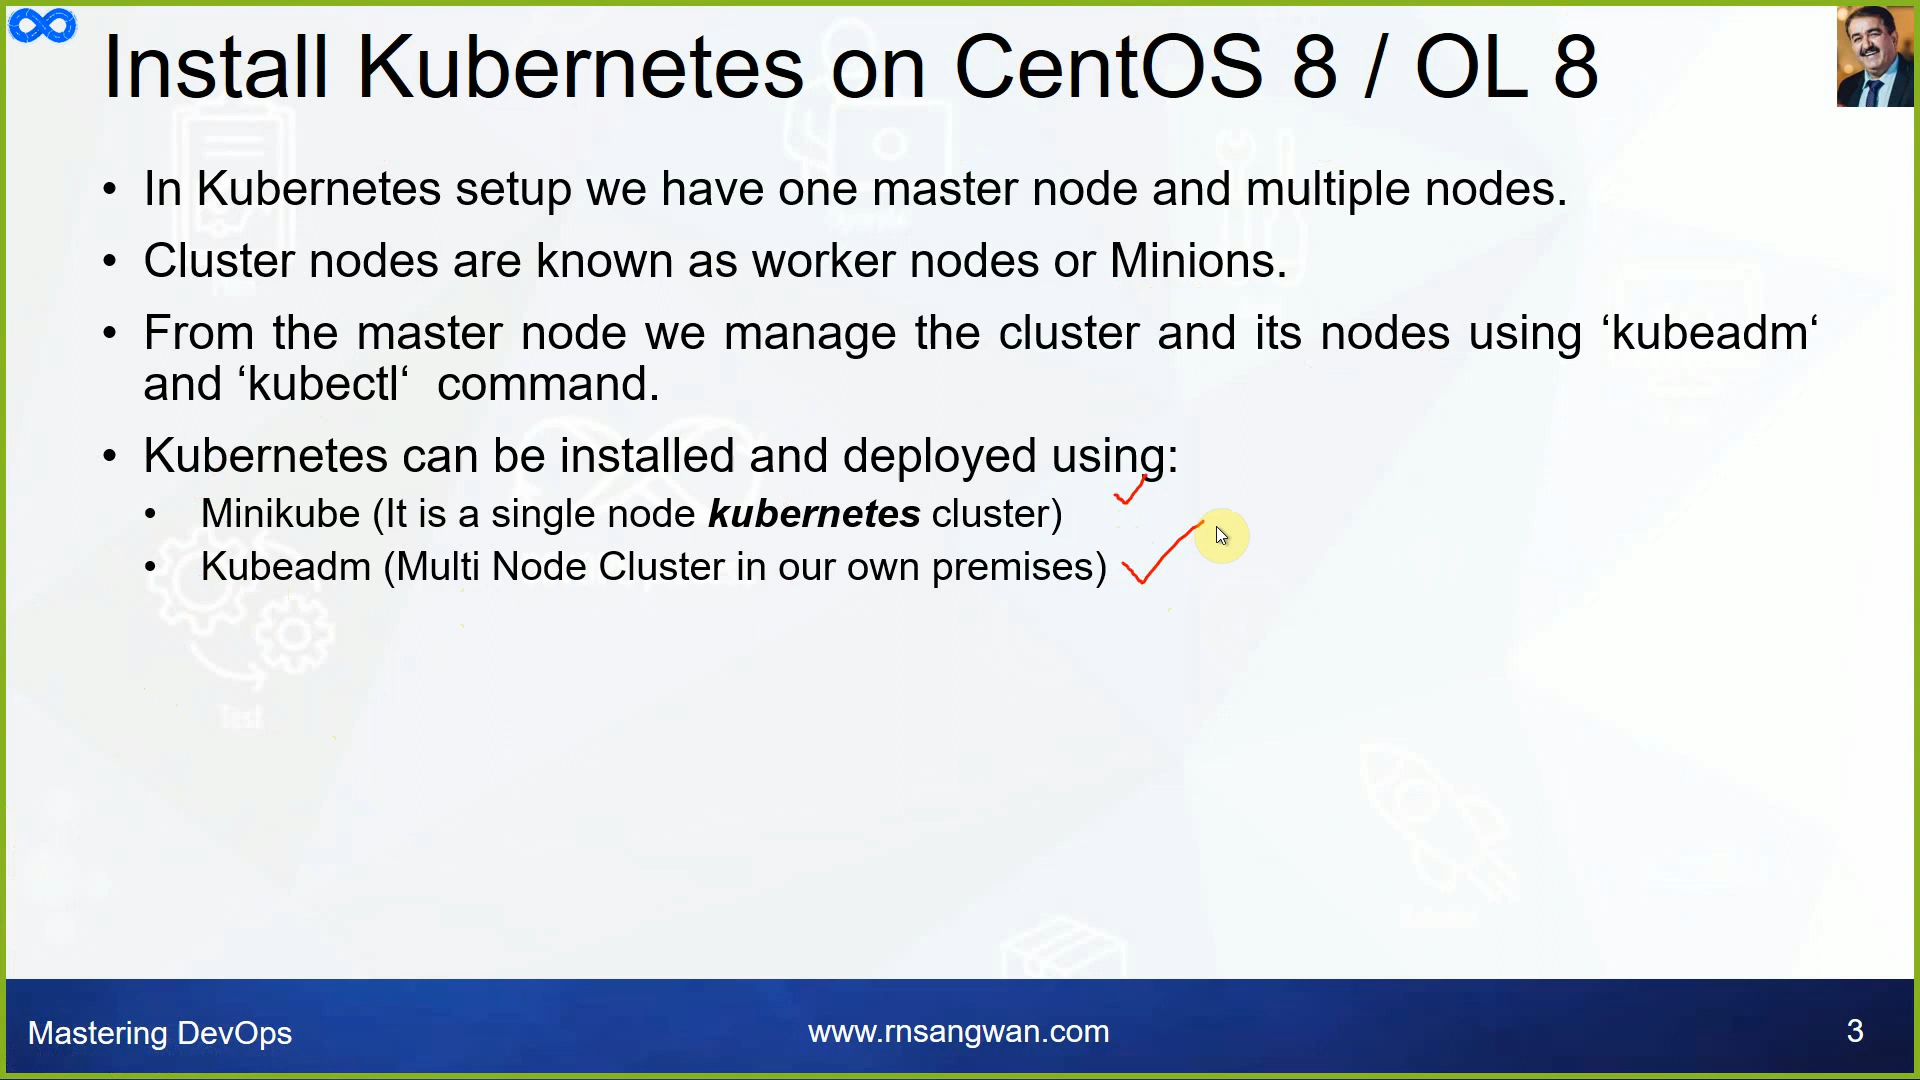 Install Kubernetes on CentOS 8 / OL 8
• In Kubernetes setup we have one master node and multiple nodes.
• Cluster nodes are known as worker nodes or Minions.
• From the master node we manage the cluster and its nodes using ‘kubeadm‘
and ‘kubectl‘ command.
• Kubernetes can be installed and deployed using:
• Minikube (It is a single node kubernetes cluster)
• Kubeadm (Multi Node Cluster in our own premises)
Test
Mastering DevOps
www.rnsangwan.com
3